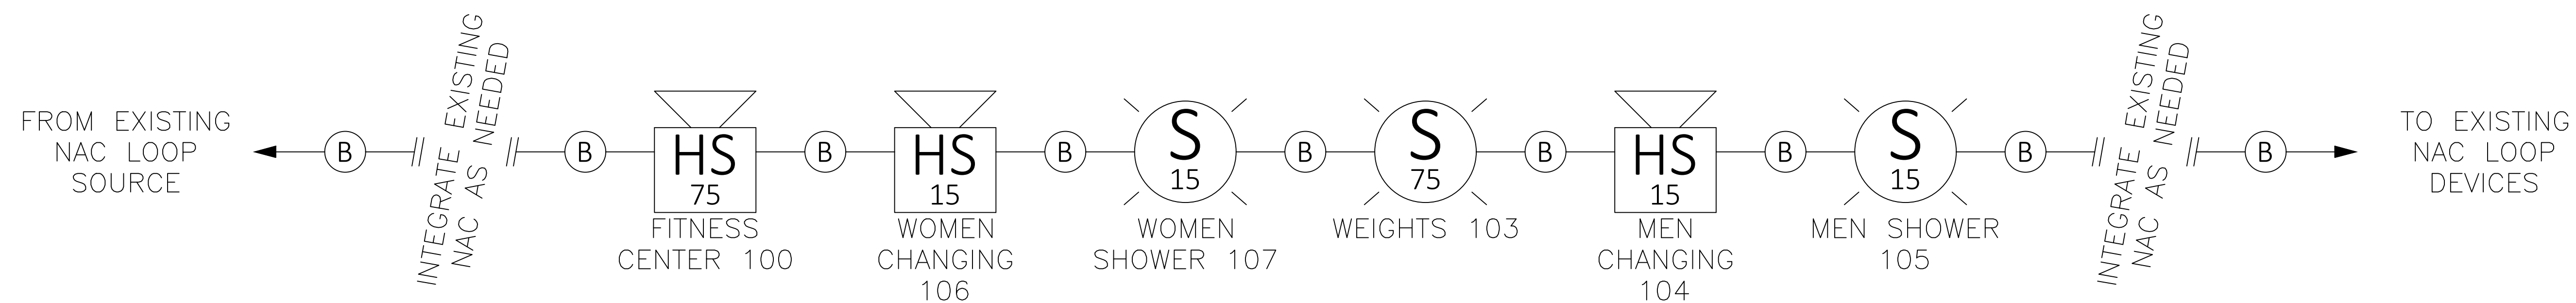 FROM EXISTING
NAC LOOP
SOURCE
B
INTEGRATE EXISTING
NAC AS NEEDED
B
HS
75
FITNESS
CENTER 100
B
HS
15
WOMEN
CHANGING
106
B
S
15
WOMEN
SHOWER 107
B
S
75
WEIGHTS 103
B
HS
15
MEN
CHANGING
104
B
S
15
MEN SHOWER
105
B
INTEGRATE EXISTING
NAC AS NEEDED
B
TO EXISTING
NAC LOOP
DEVICES